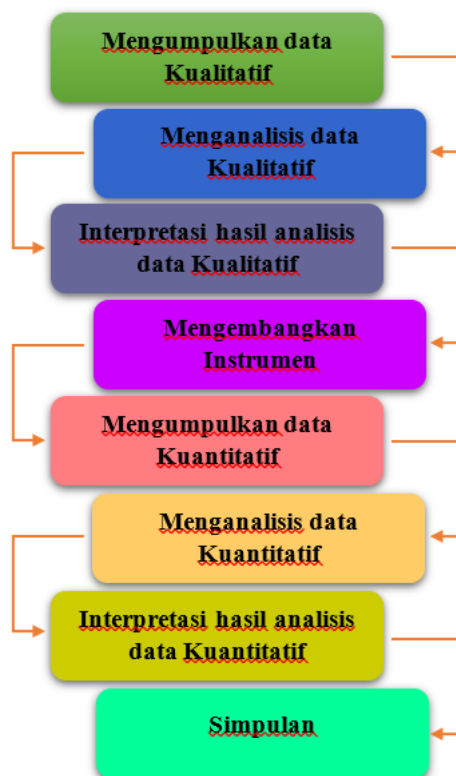 Mengumpulkan data
Kualitatif
Menganalisis data
Kualitatif
Interpretasi hasil analisis
data Kualitatif
Mengembangkan
Instrumen
Mengumpulkan data
Kuantitatif
Menganalisis data
Kuantitatif
Interpretasi hasil analisis
data Kuantitatif
Simpulan